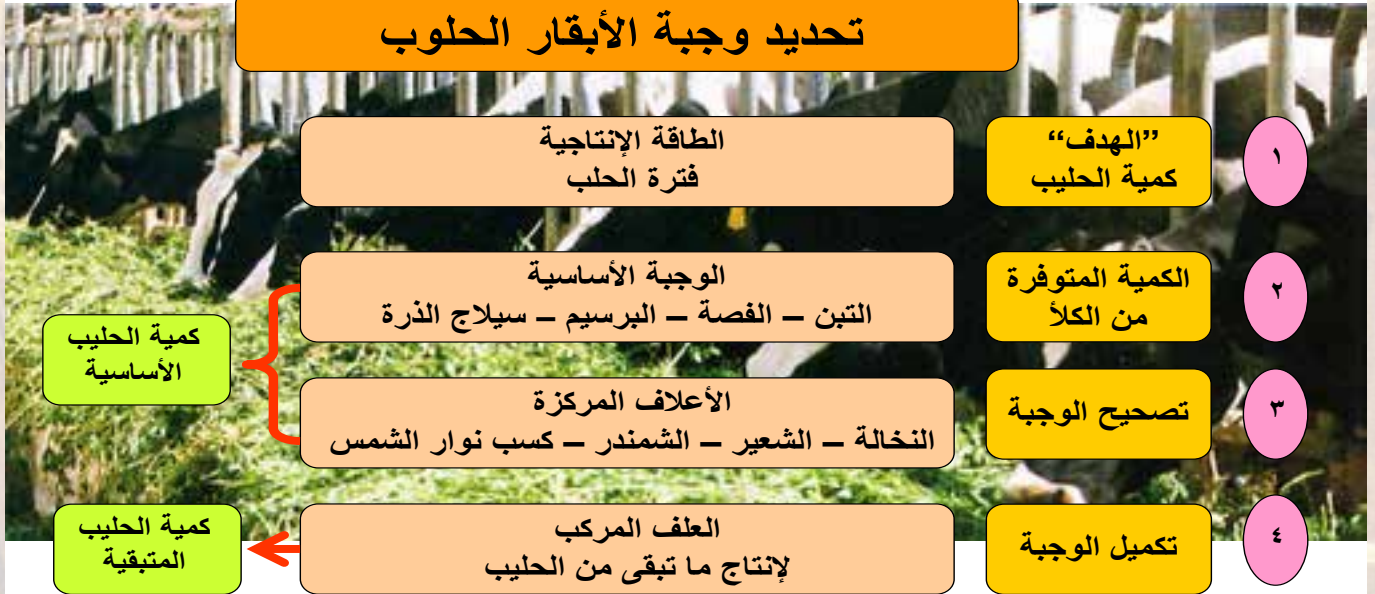 تحديد وجبة الأبقار الحلوب
١
”الهدف“
كمية الحليب
الطاقة الإنتاجية
فترة الحلب
٢
الكمية المتوفرة
من الكلأ
الوجبة الأساسية
التبن – الفصة – البرسيم – سيلاج الذرة
٣
تصحيح الوجبة
الأعلاف المركزة
النخالة – الشعير – الشمندر – كسب نوار الشمس
كمية الحليب
الأساسية
٤
تكميل الوجبة
العلف المركب
لإنتاج ما تبقى من الحليب
كمية الحليب
المتبقية